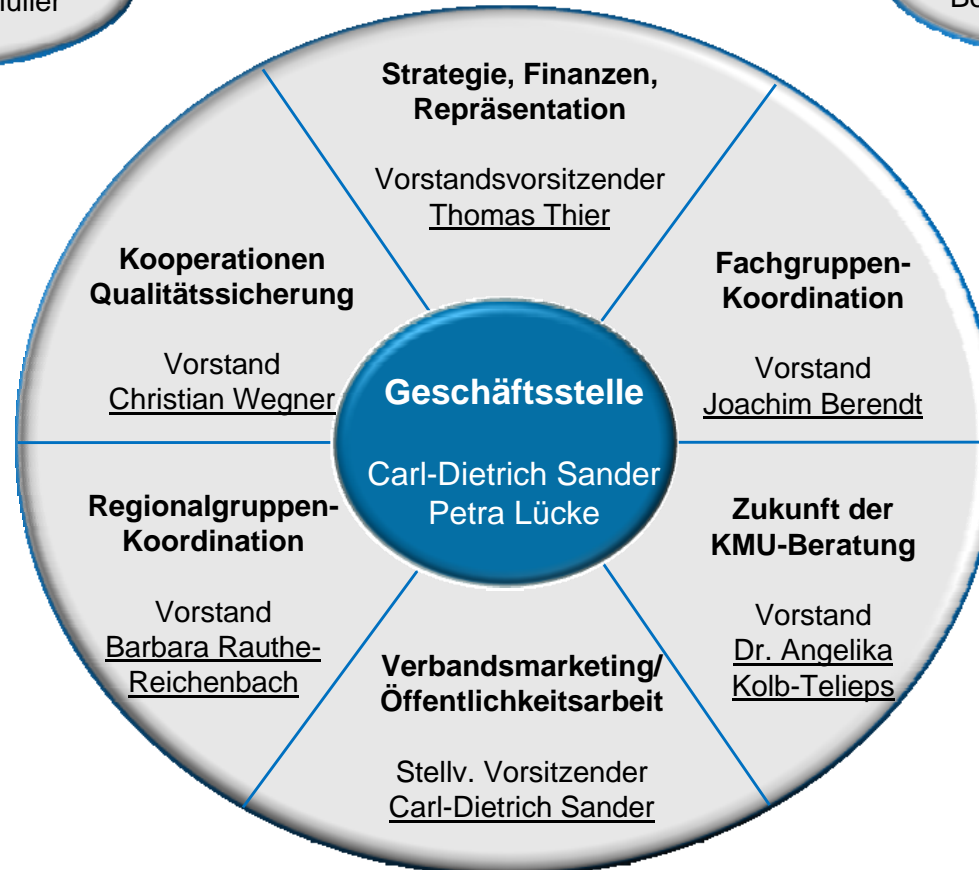 Strategie, Finanzen,
Repräsentation
Vorstandsvorsitzender
Thomas Thier
Kooperationen
Qualitätssicherung
Vorstand
Christian Wegner
Fachgruppen-
Koordination
Vorstand
Joachim Berendt
Geschäftsstelle
Carl-Dietrich Sander
Petra Lücke
Regionalgruppen-
Koordination
Vorstand
Barbara Rauthe-
Reichenbach
Zukunft der
KMU-Beratung
Vorstand
Dr. Angelika
Kolb-Telieps
Verbandsmarketing/
Öffentlichkeitsarbeit
Stellv. Vorsitzender
Carl-Dietrich Sander